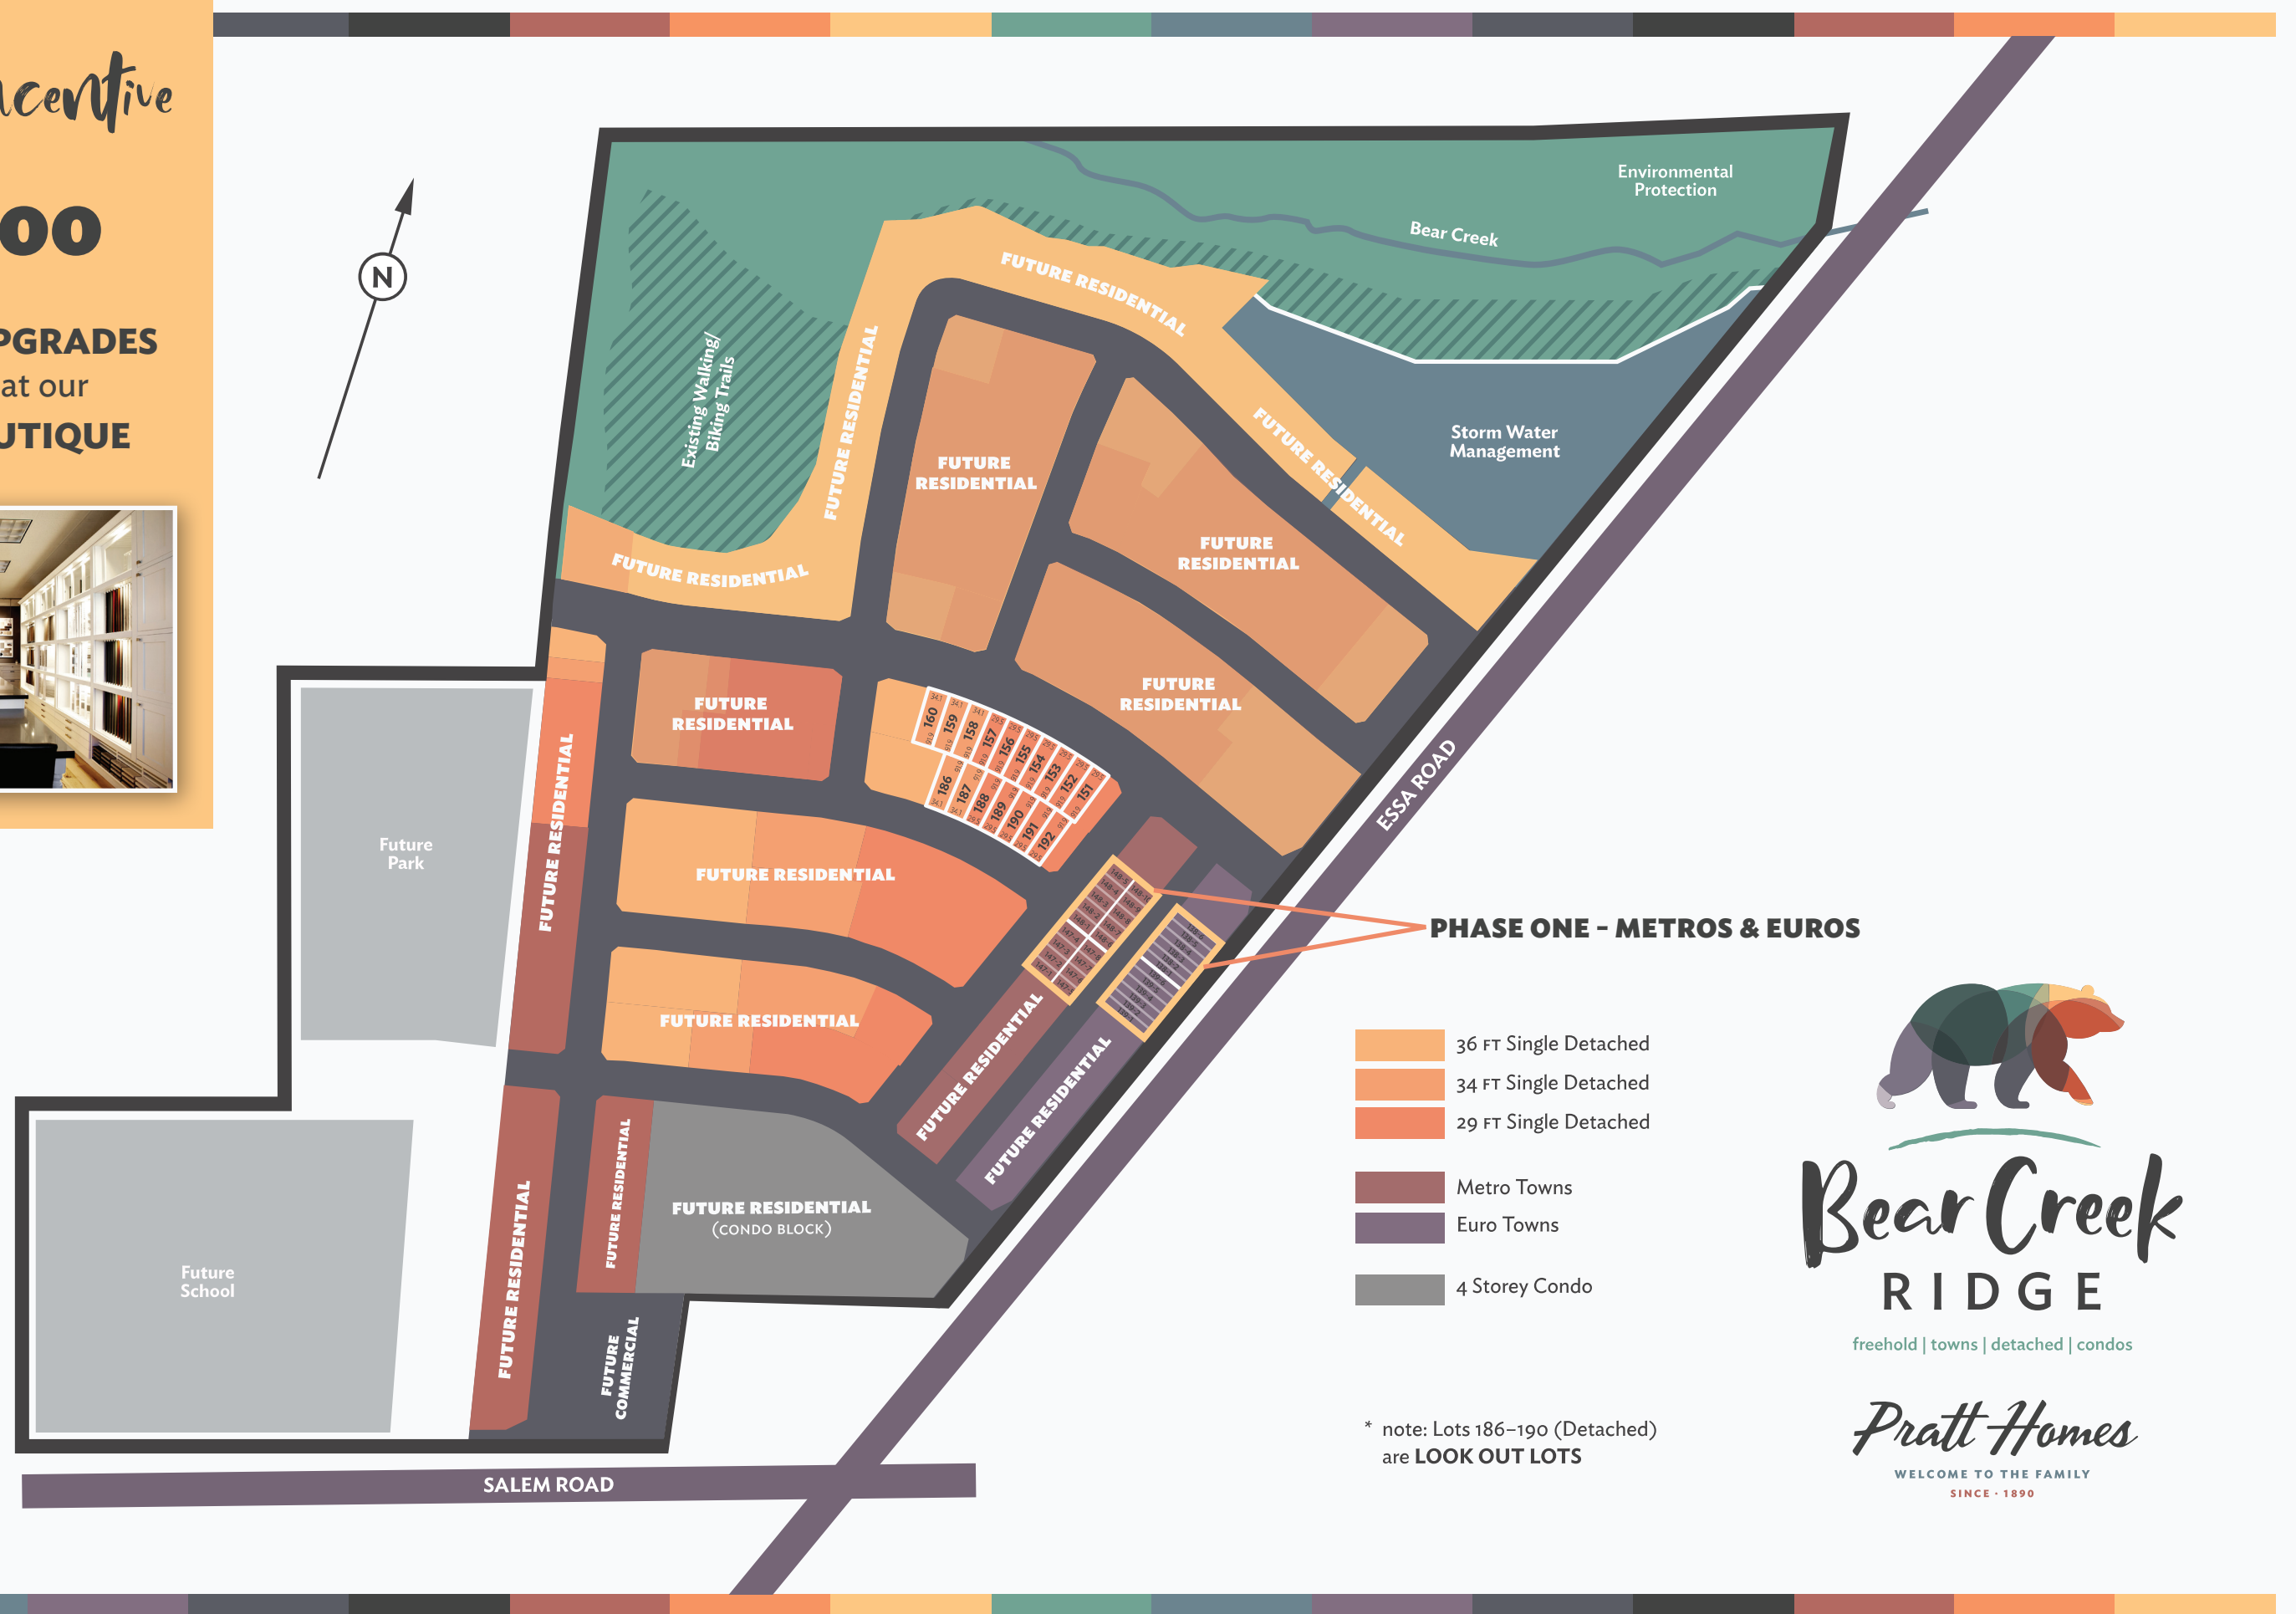 ncentive
00
PGRADES
at our
UTIQUE
N
Environmental
Protection
Bear Creek
Existing Walking/
Biking Trails
FUTURE RESIDENTIAL
FUTURE RESIDENTIAL
FUTURE RESIDENTIAL
FUTURE RESIDENTIAL
Storm Water
Management
FUTURE
RESIDENTIAL
FUTURE
RESIDENTIAL
FUTURE
RESIDENTIAL
FUTURE
RESIDENTIAL
160
159
158
157
156
155
154
153
152
151
186
187
188
189
190
191
192
ESSA ROAD
FUTURE RESIDENTIAL
FUTURE RESIDENTIAL
FUTURE RESIDENTIAL
Future
Park
PHASE ONE - METROS & EUROS
FUTURE RESIDENTIAL
FUTURE RESIDENTIAL
FUTURE RESIDENTIAL
FUTURE RESIDENTIAL
FUTURE RESIDENTIAL
(CONDO BLOCK)
Future
School
FUTURE
COMMERCIAL
SALEM ROAD
36 FT Single Detached
34 FT Single Detached
29 FT Single Detached
Metro Towns
Euro Towns
4 Storey Condo
* note: Lots 186–190 (Detached)
are LOOK OUT LOTS
Bear Creek
RIDGE
freehold | towns | detached | condos
Pratt Homes
WELCOME TO THE FAMILY
SINCE · 1890